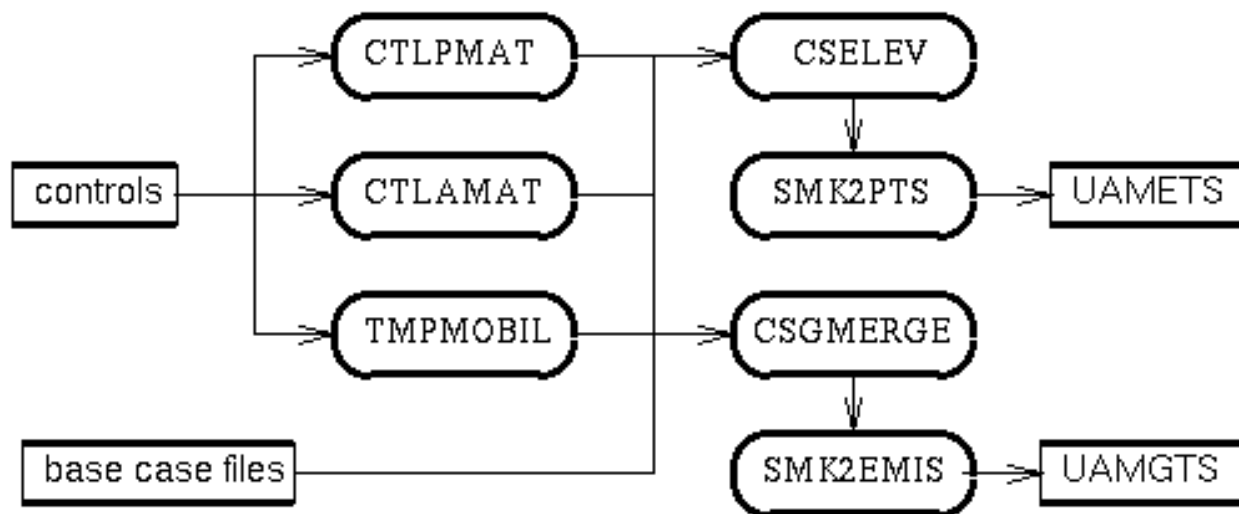 CTLPMAT
CSELEV
controls
CTLAMAT
SMK2PTS
UAMETS
TMPMOBIL
CSGMERGE
base case files
SMK2EMIS
UAMGTS